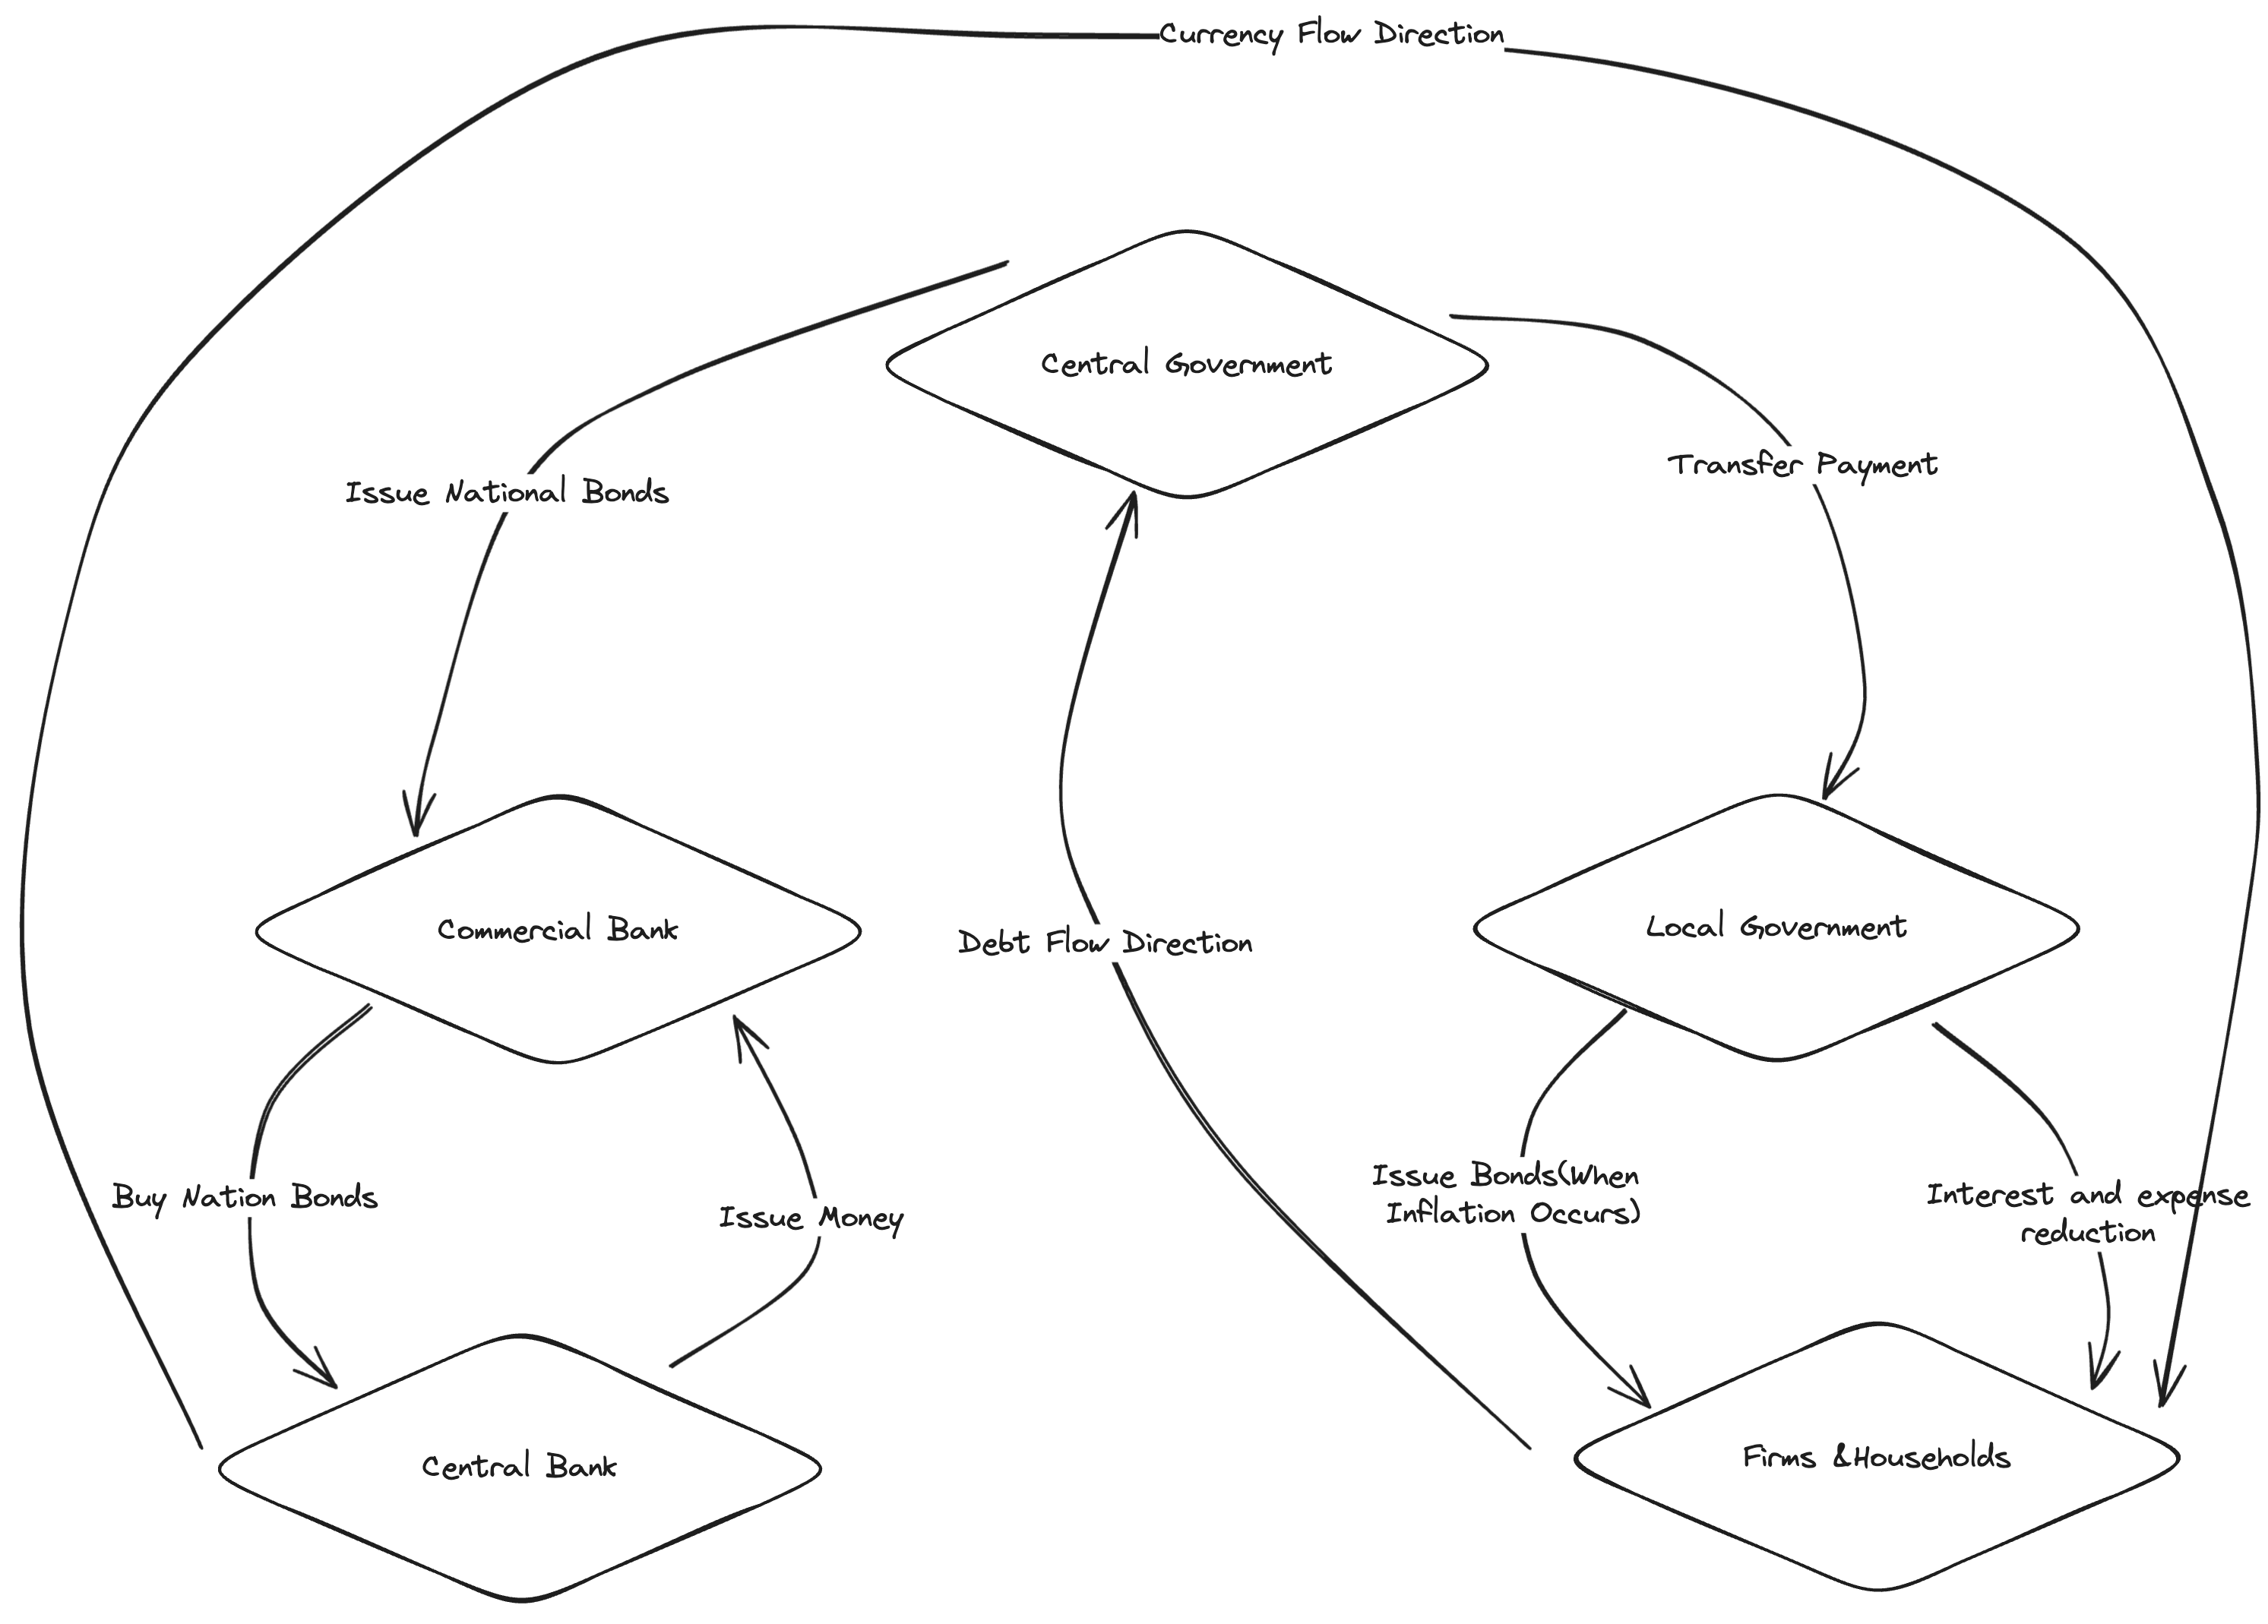 Currency Flow Direction
Central Government
Transfer Payment
Issue National Bonds
Commercial Bank
Debt Flow Direction
Local Government
Buy Nation Bonds
Issue Money
Issue Bonds(When
Inflation Occurs)
Interest and expense
reduction
Central Bank
Firms &Households